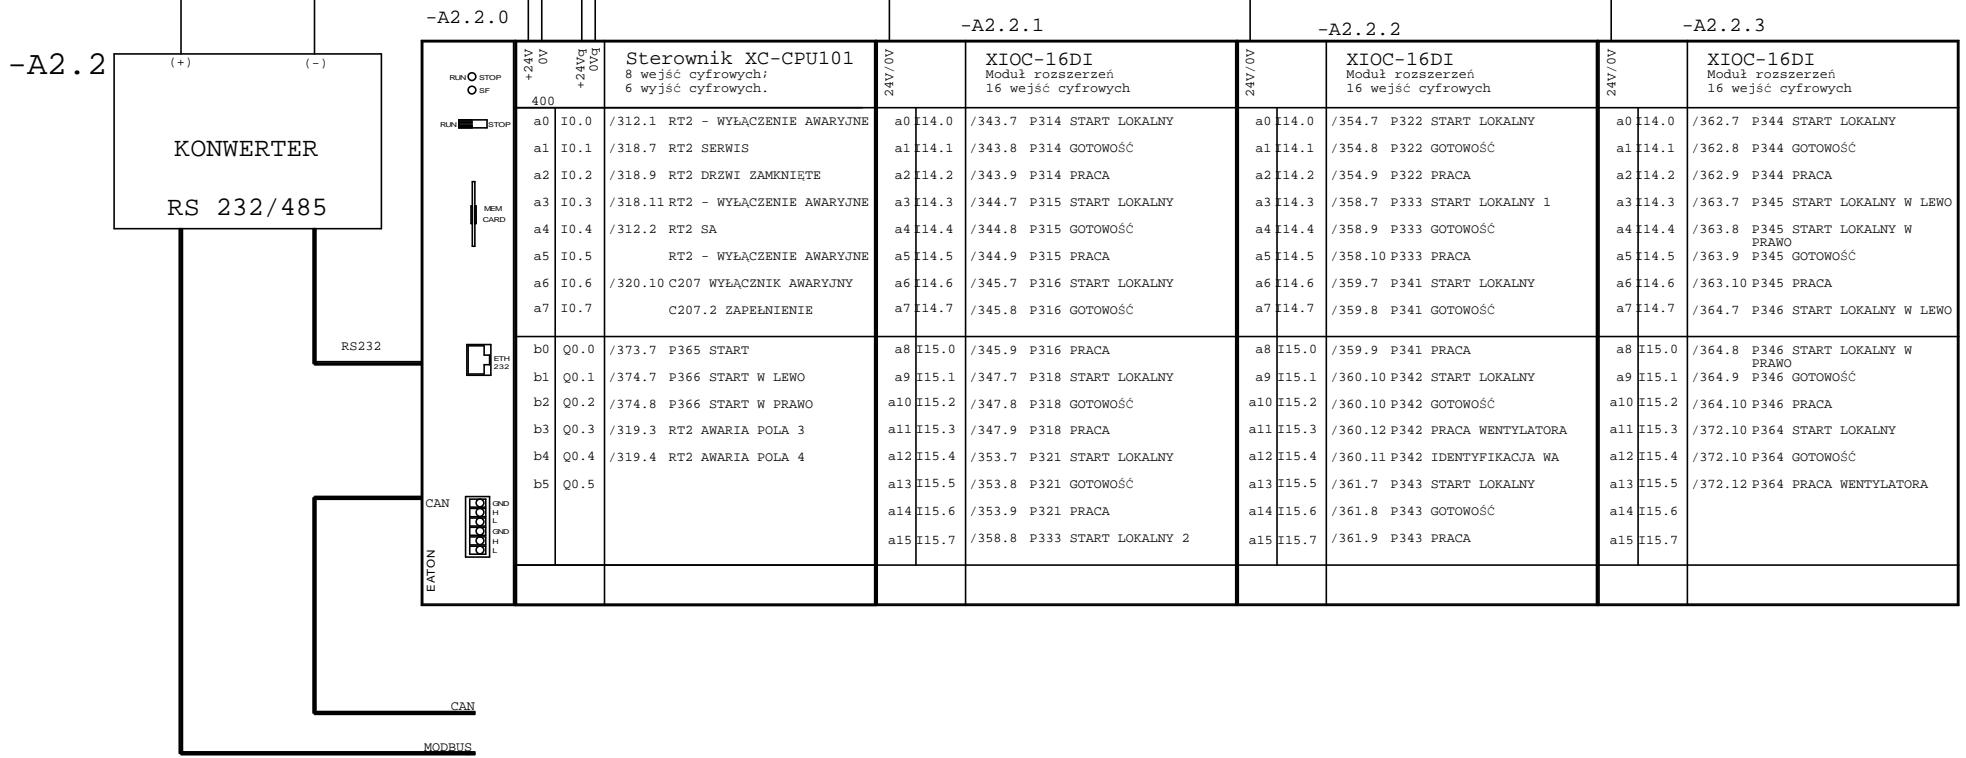 -A2.2
(+) (-)
KONWERTER
RS 232/485
RS232
CAN
MODBUS
-A2.2.0
RUN STOP
SF
RUN STOP
MEM
CARD
ETH
232
CAN
GND
H
L
GND
H
L
EATON
+24V
0V
+24Vq
0Vq
400
Sterownik XC-CPU101
8 wejść cyfrowych;
6 wyjść cyfrowych.
a0 I0.0 /312.1 RT2 - WYŁĄCZENIE AWARYJNE
a1 I0.1 /318.7 RT2 SERWIS
a2 I0.2 /318.9 RT2 DRZWI ZAMKNIĘTE
a3 I0.3 /318.11 RT2 - WYŁĄCZENIE AWARYJNE
a4 I0.4 /312.2 RT2 SA
a5 I0.5 RT2 - WYŁĄCZENIE AWARYJNE
a6 I0.6 /320.10 C207 WYŁĄCZNIK AWARYJNY
a7 I0.7 C207.2 ZAPEŁNIENIE
b0 Q0.0 /373.7 P365 START
b1 Q0.1 /374.7 P366 START W LEWO
b2 Q0.2 /374.8 P366 START W PRAWO
b3 Q0.3 /319.3 RT2 AWARIA POLA 3
b4 Q0.4 /319.4 RT2 AWARIA POLA 4
b5 Q0.5
-A2.2.1
24V/0V
XIOC-16DI
Moduł rozszerzeń
16 wejść cyfrowych
a0 I14.0 /343.7 P314 START LOKALNY
a1 I14.1 /343.8 P314 GOTOWOŚĆ
a2 I14.2 /343.9 P314 PRACA
a3 I14.3 /344.7 P315 START LOKALNY
a4 I14.4 /344.8 P315 GOTOWOŚĆ
a5 I14.5 /344.9 P315 PRACA
a6 I14.6 /345.7 P316 START LOKALNY
a7 I14.7 /345.8 P316 GOTOWOŚĆ
a8 I15.0 /345.9 P316 PRACA
a9 I15.1 /347.7 P318 START LOKALNY
a10 I15.2 /347.8 P318 GOTOWOŚĆ
a11 I15.3 /347.9 P318 PRACA
a12 I15.4 /353.7 P321 START LOKALNY
a13 I15.5 /353.8 P321 GOTOWOŚĆ
a14 I15.6 /353.9 P321 PRACA
a15 I15.7 /358.8 P333 START LOKALNY 2
-A2.2.2
24V/0V
XIOC-16DI
Moduł rozszerzeń
16 wejść cyfrowych
a0 I14.0 /354.7 P322 START LOKALNY
a1 I14.1 /354.8 P322 GOTOWOŚĆ
a2 I14.2 /354.9 P322 PRACA
a3 I14.3 /358.7 P333 START LOKALNY 1
a4 I14.4 /358.9 P333 GOTOWOŚĆ
a5 I14.5 /358.10 P333 PRACA
a6 I14.6 /359.7 P341 START LOKALNY
a7 I14.7 /359.8 P341 GOTOWOŚĆ
a8 I15.0 /359.9 P341 PRACA
a9 I15.1 /360.10 P342 START LOKALNY
a10 I15.2 /360.10 P342 GOTOWOŚĆ
a11 I15.3 /360.12 P342 PRACA WENTYLATORA
a12 I15.4 /360.11 P342 IDENTYFIKACJA WA
a13 I15.5 /361.7 P343 START LOKALNY
a14 I15.6 /361.8 P343 GOTOWOŚĆ
a15 I15.7 /361.9 P343 PRACA
-A2.2.3
24V/0V
XIOC-16DI
Moduł rozszerzeń
16 wejść cyfrowych
a0 I14.0 /362.7 P344 START LOKALNY
a1 I14.1 /362.8 P344 GOTOWOŚĆ
a2 I14.2 /362.9 P344 PRACA
a3 I14.3 /363.7 P345 START LOKALNY W LEWO
a4 I14.4 /363.8 P345 START LOKALNY W
PRAWO
a5 I14.5 /363.9 P345 GOTOWOŚĆ
a6 I14.6 /363.10 P345 PRACA
a7 I14.7 /364.7 P346 START LOKALNY W LEWO
a8 I15.0 /364.8 P346 START LOKALNY W
PRAWO
a9 I15.1 /364.9 P346 GOTOWOŚĆ
a10 I15.2 /364.10 P346 PRACA
a11 I15.3 /372.10 P364 START LOKALNY
a12 I15.4 /372.10 P364 GOTOWOŚĆ
a13 I15.5 /372.12 P364 PRACA WENTYLATORA
a14 I15.6
a15 I15.7